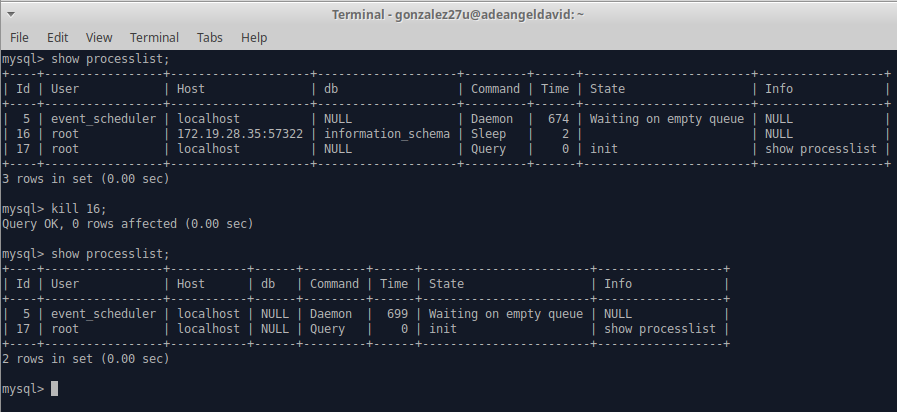 Terminal - gonzalez27u@adeangeldavid: ~
File Edit View Terminal Tabs Help
mysql> show processlist;
+----+-----------------+--------------------+--------------------+---------+------+------------------------+------------------+
| Id | User            | Host               | db                 | Command | Time | State                  | Info             |
+----+-----------------+--------------------+--------------------+---------+------+------------------------+------------------+
|  5 | event_scheduler | localhost          | NULL               | Daemon  |  674 | Waiting on empty queue | NULL             |
| 16 | root            | 172.19.28.35:57322 | information_schema | Sleep   |    2 |                        | NULL             |
| 17 | root            | localhost          | NULL               | Query   |    0 | init                   | show processlist |
+----+-----------------+--------------------+--------------------+---------+------+------------------------+------------------+
3 rows in set (0.00 sec)
mysql> kill 16;
Query OK, 0 rows affected (0.00 sec)
mysql> show processlist;
+----+-----------------+-----------+------+---------+------+------------------------+------------------+
| Id | User            | Host      | db   | Command | Time | State                  | Info             |
+----+-----------------+-----------+------+---------+------+------------------------+------------------+
|  5 | event_scheduler | localhost | NULL | Daemon  |  699 | Waiting on empty queue | NULL             |
| 17 | root            | localhost | NULL | Query   |    0 | init                   | show processlist |
+----+-----------------+-----------+------+---------+------+------------------------+------------------+
2 rows in set (0.00 sec)
mysql>